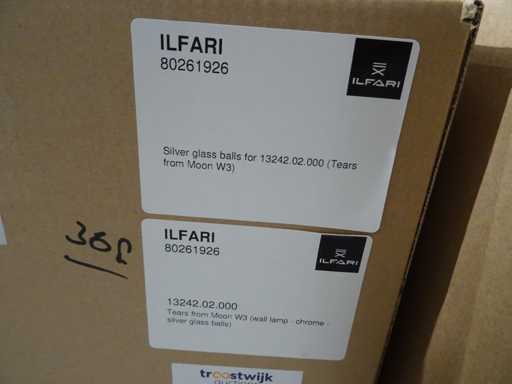 ILFARI
80261926
ILFARI
Silver glass balls for 13242.02.000 (Tears
from Moon W3)
ILFARI
80261926
ILFARI
13242.02.000
Tears from Moon W3 (wall lamp - chrome -
silver glass balls)
troostwijk